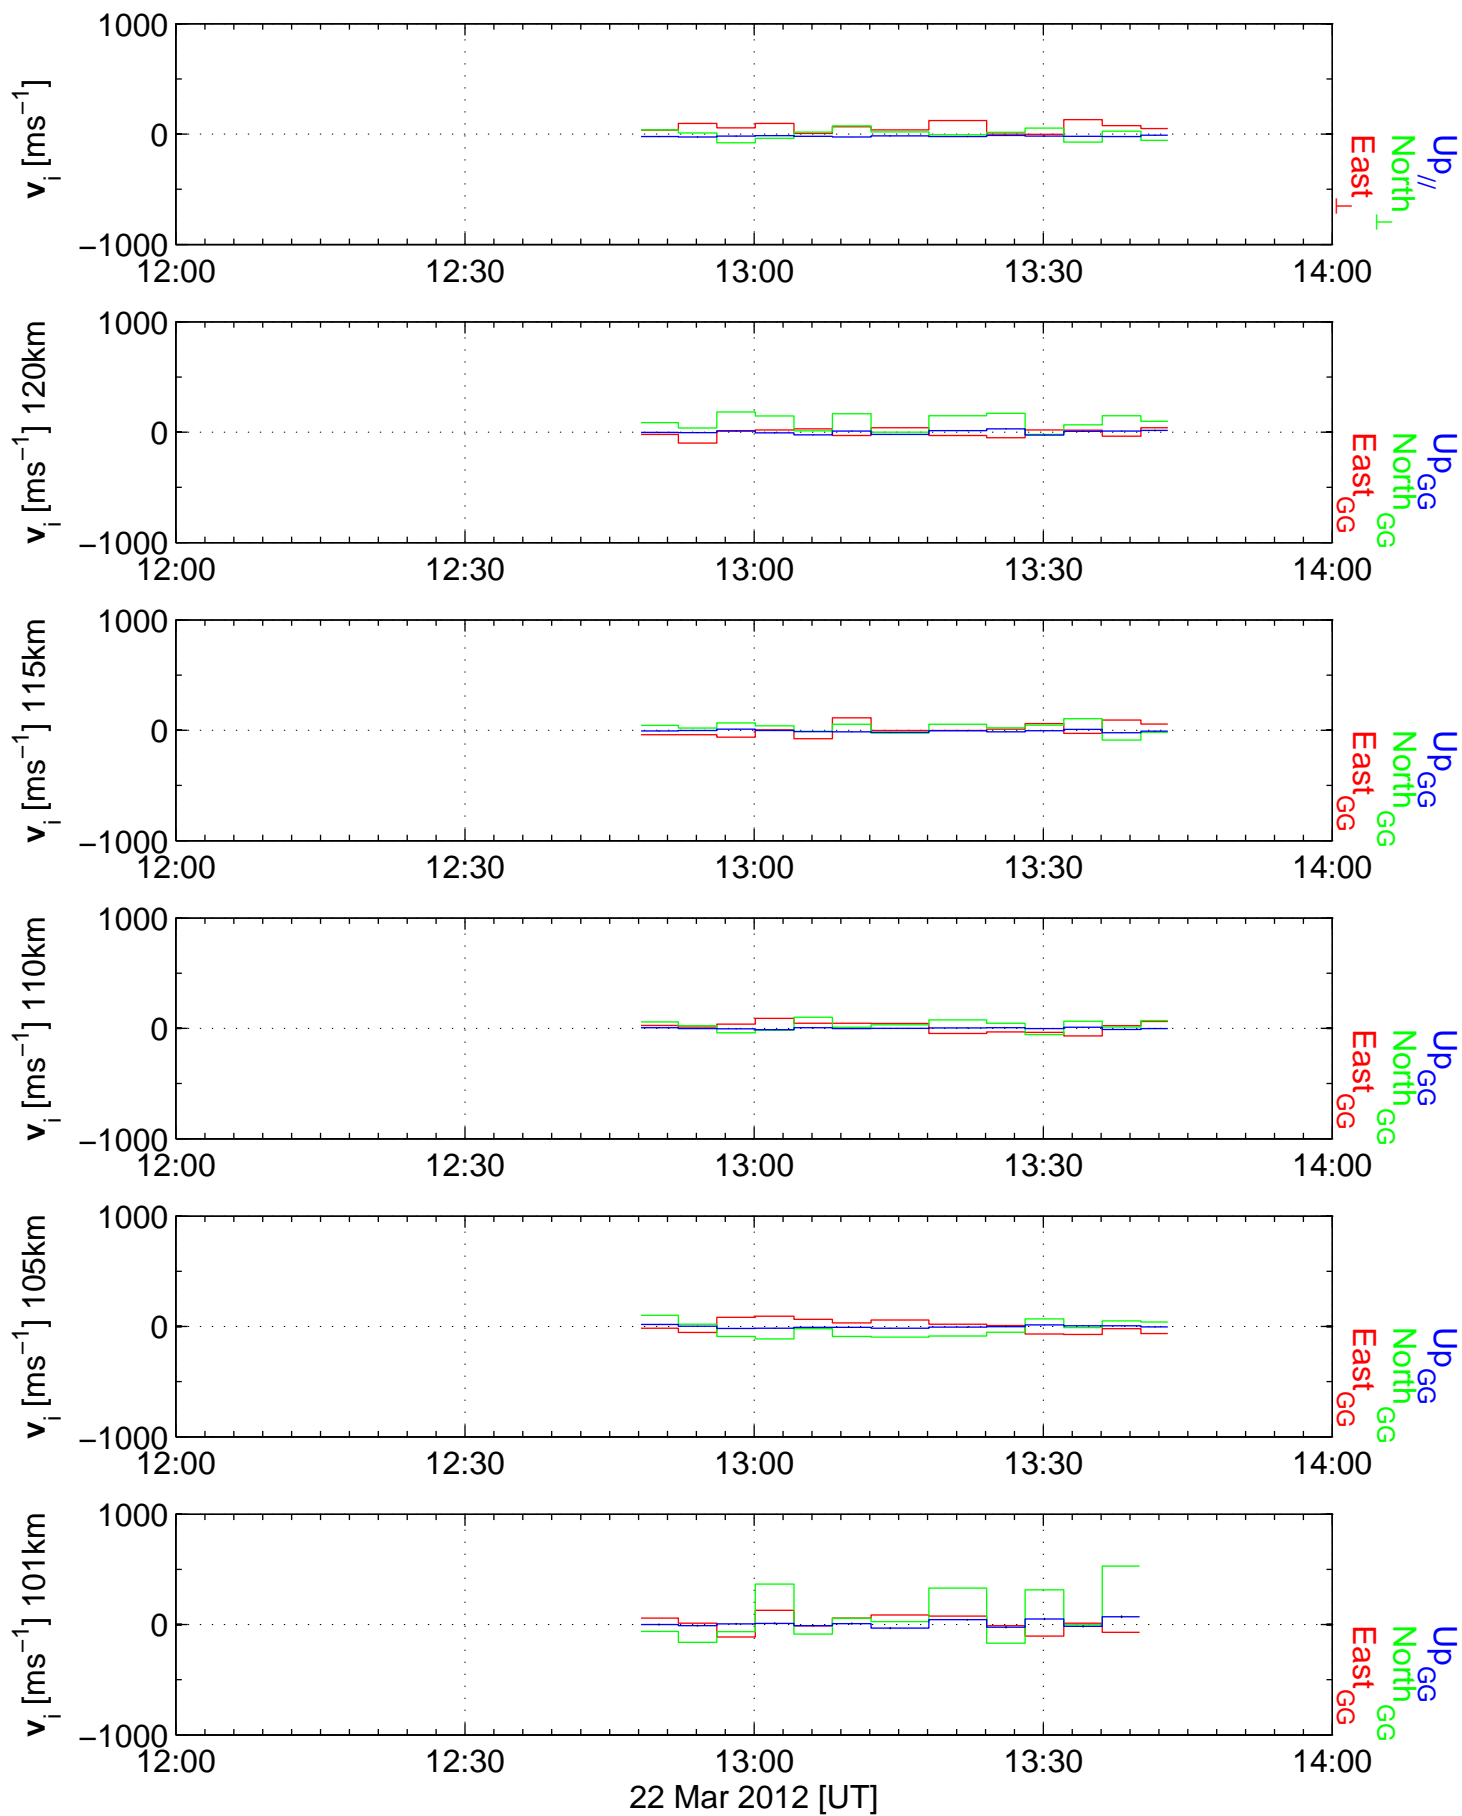 1000
0
−1000
v_i [ms⁻¹]
12:00 12:30 13:00 13:30 14:00
East_⊥
North_⊥
Up_//
1000
0
−1000
v_i [ms⁻¹] 120km
12:00 12:30 13:00 13:30 14:00
East_GG
North_GG
Up_GG
1000
0
−1000
v_i [ms⁻¹] 115km
12:00 12:30 13:00 13:30 14:00
East_GG
North_GG
Up_GG
1000
0
−1000
v_i [ms⁻¹] 110km
12:00 12:30 13:00 13:30 14:00
East_GG
North_GG
Up_GG
1000
0
−1000
v_i [ms⁻¹] 105km
12:00 12:30 13:00 13:30 14:00
East_GG
North_GG
Up_GG
1000
0
−1000
v_i [ms⁻¹] 101km
12:00 12:30 13:00 13:30 14:00
East_GG
North_GG
Up_GG
22 Mar 2012 [UT]